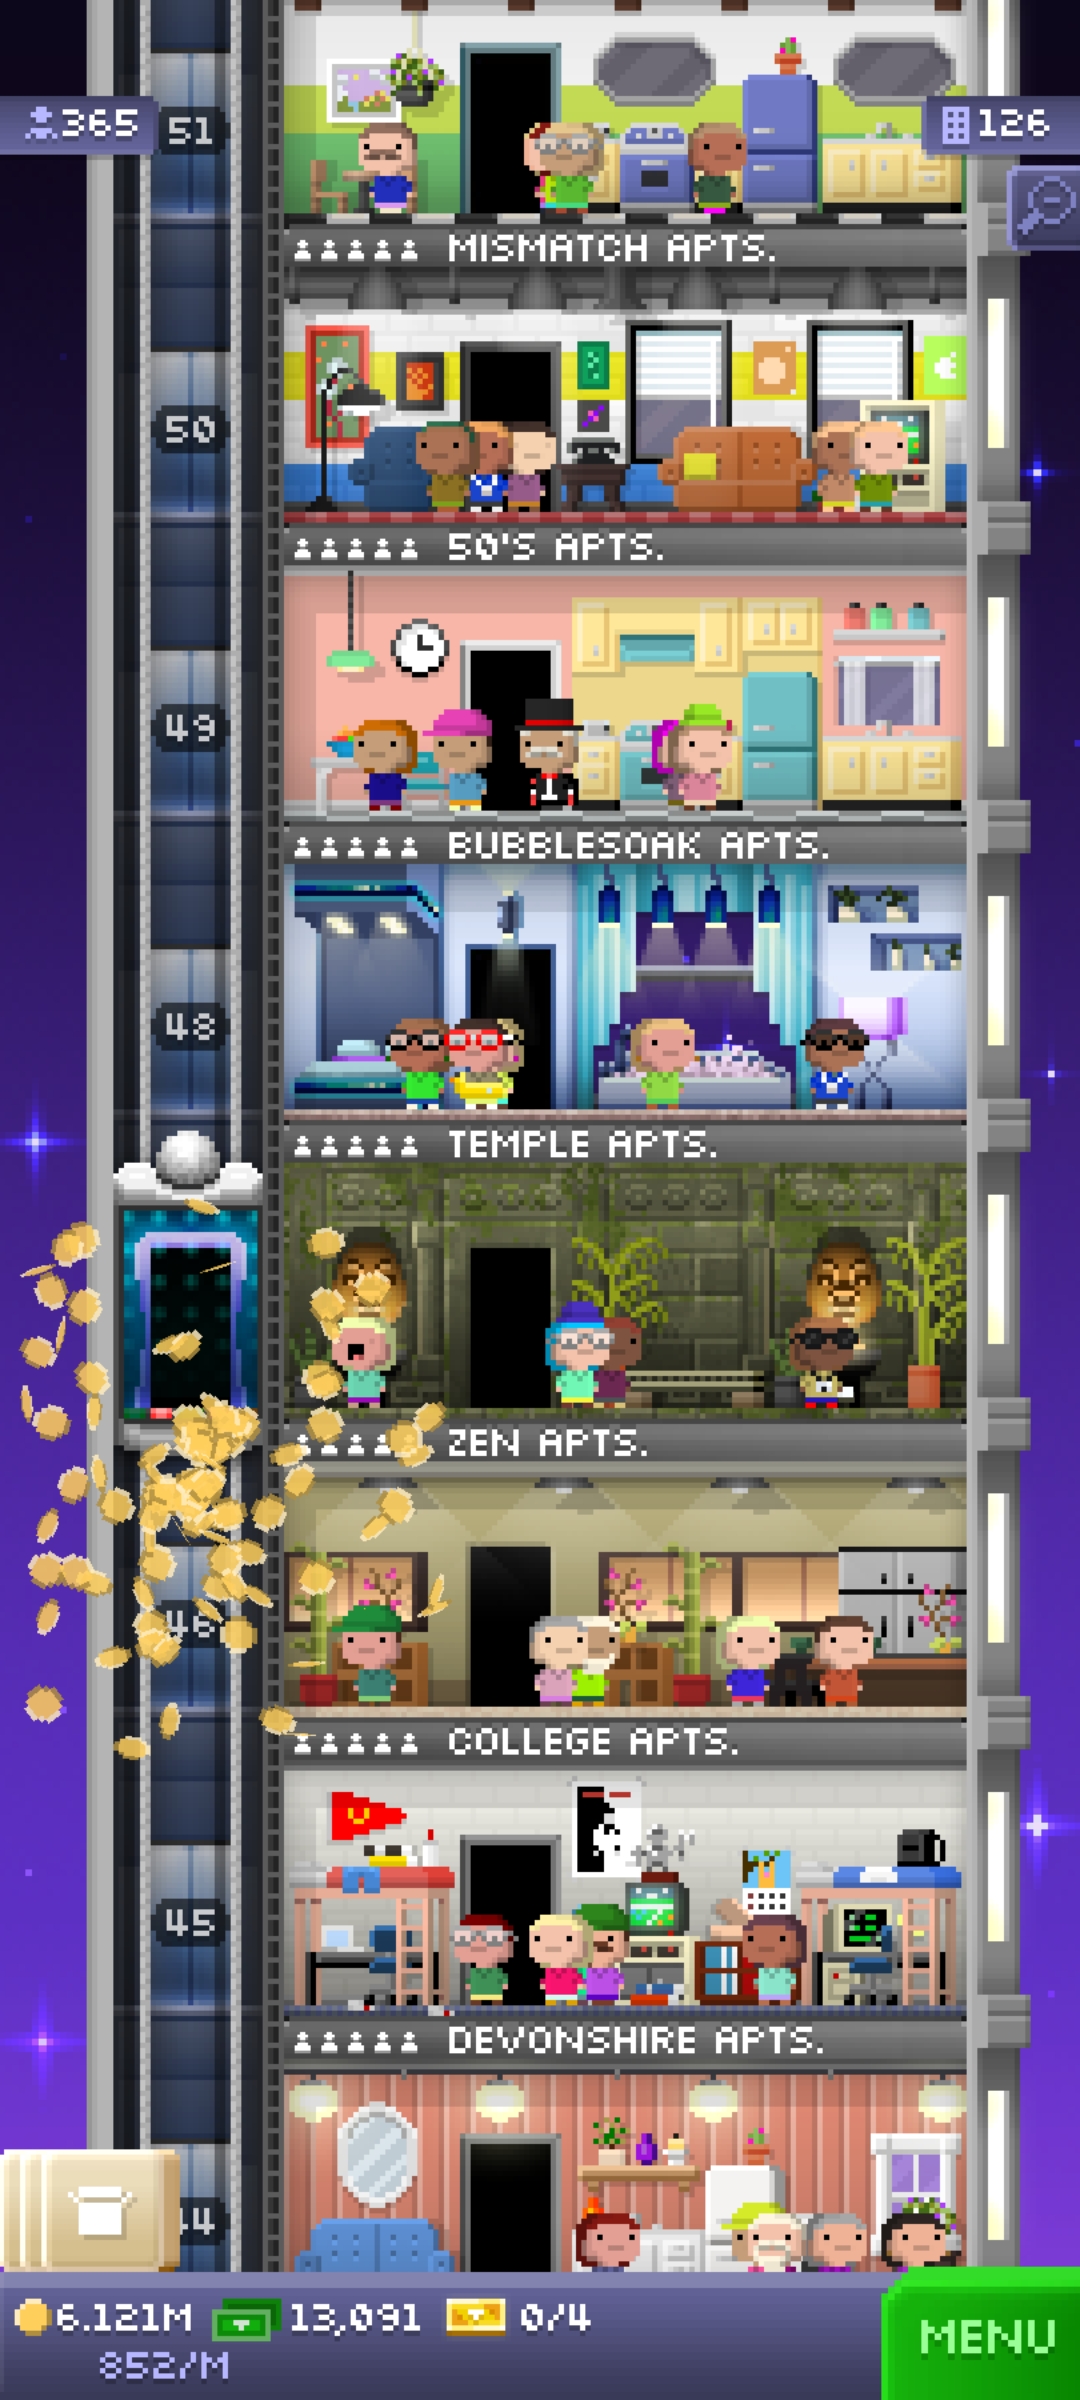 365
51
126
MISMATCH APTS.
50
50'S APTS.
49
BUBBLESOAK APTS.
48
TEMPLE APTS.
ZEN APTS.
46
COLLEGE APTS.
45
DEVONSHIRE APTS.
44
6.121M 13,091 0/4
852/M
MENU